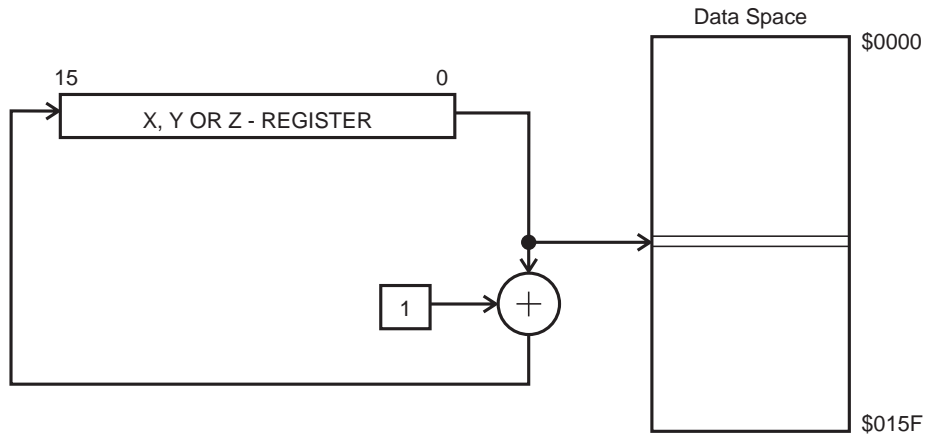 Data Space
$0000
15
0
X, Y OR Z - REGISTER
1
+
$015F